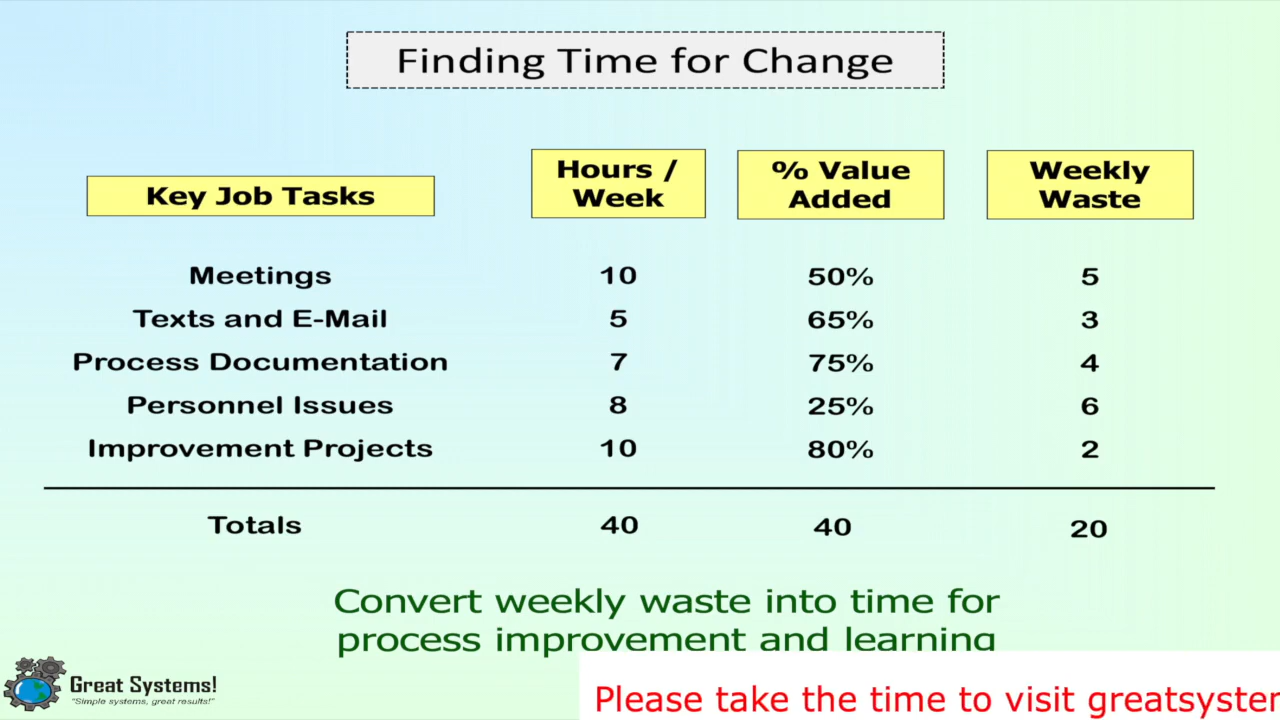 Finding Time for Change
Key Job Tasks Hours / Week % Value Added Weekly Waste
Meetings 10 50% 5
Texts and E-Mail 5 65% 3
Process Documentation 7 75% 4
Personnel Issues 8 25% 6
Improvement Projects 10 80% 2
Totals 40 40 20
Convert weekly waste into time for
process improvement and learning
Great Systems!
"Simple systems, great results!"
Please take the time to visit greatsyste